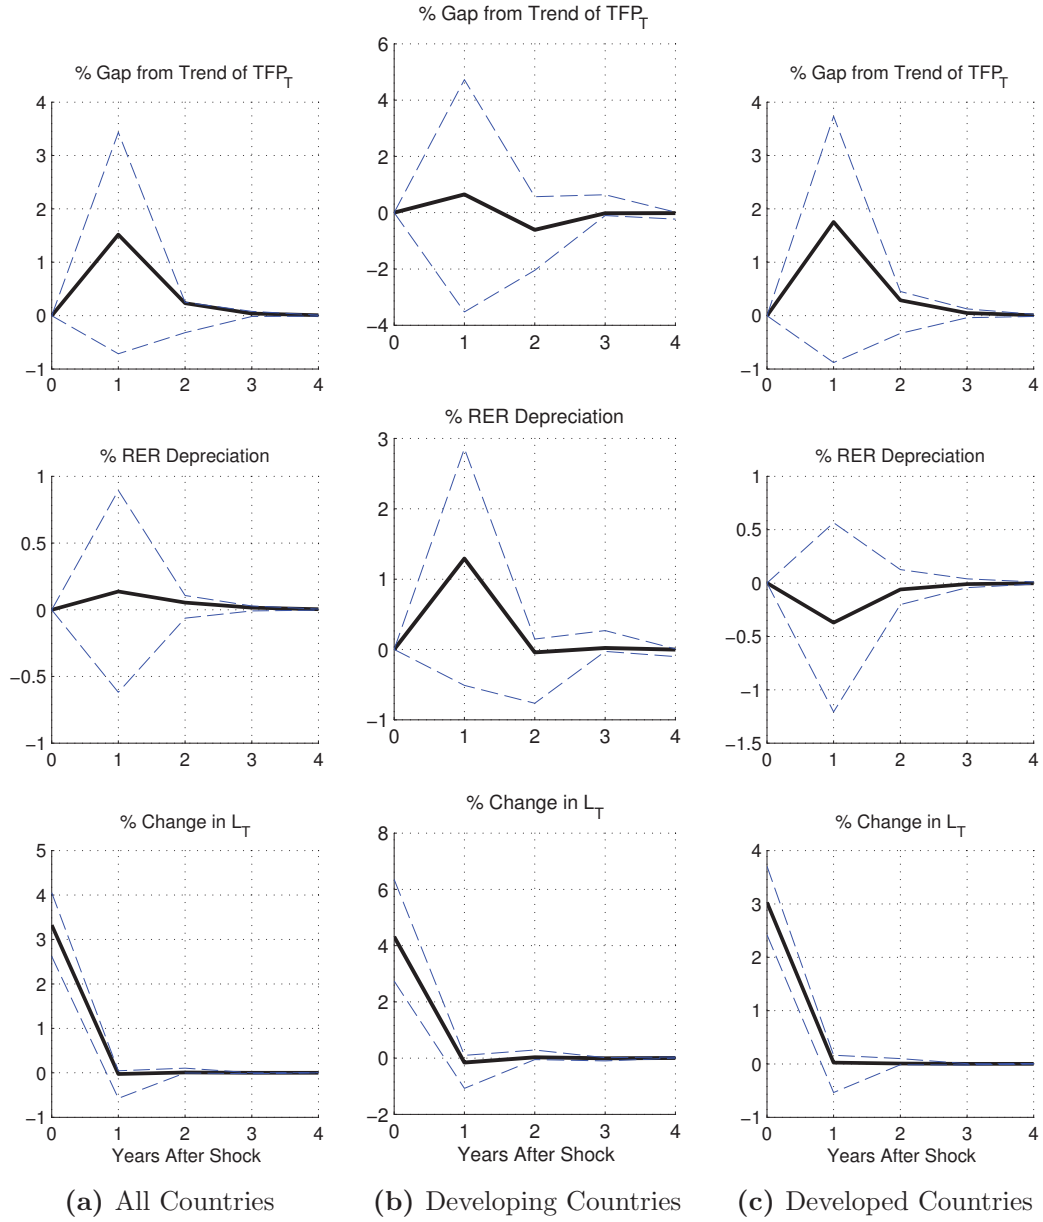 % Gap from Trend of TFP_T
4
3
2
1
0
−1
0 1 2 3 4
% RER Depreciation
1
0.5
0
−0.5
−1
0 1 2 3 4
% Change in L_T
5
4
3
2
1
0
−1
0 1 2 3 4
Years After Shock
(a) All Countries
% Gap from Trend of TFP_T
6
4
2
0
−2
−4
0 1 2 3 4
% RER Depreciation
3
2
1
0
−1
0 1 2 3 4
% Change in L_T
8
6
4
2
0
−2
0 1 2 3 4
Years After Shock
(b) Developing Countries
% Gap from Trend of TFP_T
4
3
2
1
0
−1
0 1 2 3 4
% RER Depreciation
1
0.5
0
−0.5
−1
−1.5
0 1 2 3 4
% Change in L_T
4
3
2
1
0
−1
0 1 2 3 4
Years After Shock
(c) Developed Countries